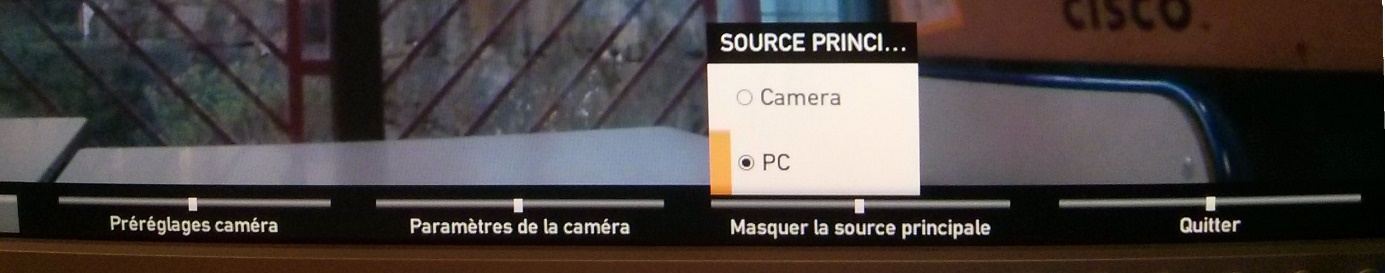 CISCO
SOURCE PRINCI...
Camera
PC
Préréglages caméra
Paramètres de la caméra
Masquer la source principale
Quitter